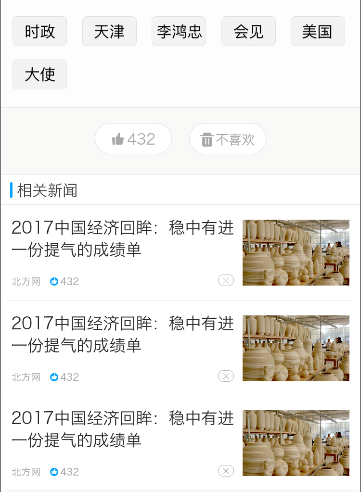 时政 天津 李鸿忠 会见 美国
大使
432 不喜欢
相关新闻
2017中国经济回眸：稳中有进
一份提气的成绩单
北方网 432
2017中国经济回眸：稳中有进
一份提气的成绩单
北方网 432
2017中国经济回眸：稳中有进
一份提气的成绩单
北方网 432